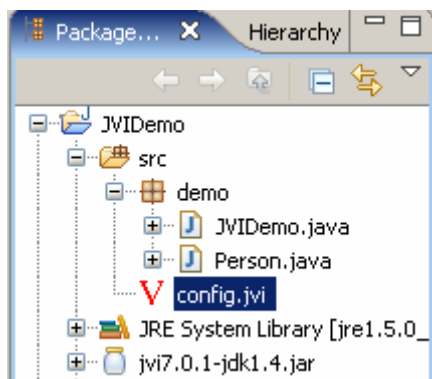 Package... Hierarchy
JVIDemo
src
demo
JVIDemo.java
Person.java
V config.jvi
JRE System Library [jre1.5.0_
jvi7.0.1-jdk1.4.jar